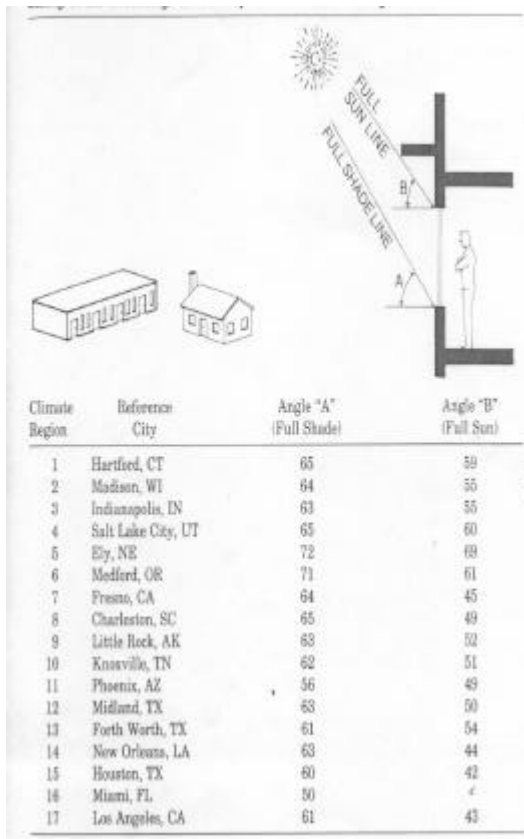 FULL
SUN LINE
FULL SHADE LINE
B
A
Climate Region Reference City Angle "A" (Full Shade) Angle "B" (Full Sun)
1 Hartford, CT 65 59
2 Madison, WI 64 55
3 Indianapolis, IN 63 55
4 Salt Lake City, UT 65 60
5 Ely, NE 72 69
6 Medford, OR 71 61
7 Fresno, CA 64 45
8 Charleston, SC 65 49
9 Little Rock, AK 63 52
10 Knoxville, TN 62 51
11 Phoenix, AZ 56 49
12 Midland, TX 63 50
13 Forth Worth, TX 61 54
14 New Orleans, LA 63 44
15 Houston, TX 60 42
16 Miami, FL 50
17 Los Angeles, CA 61 43